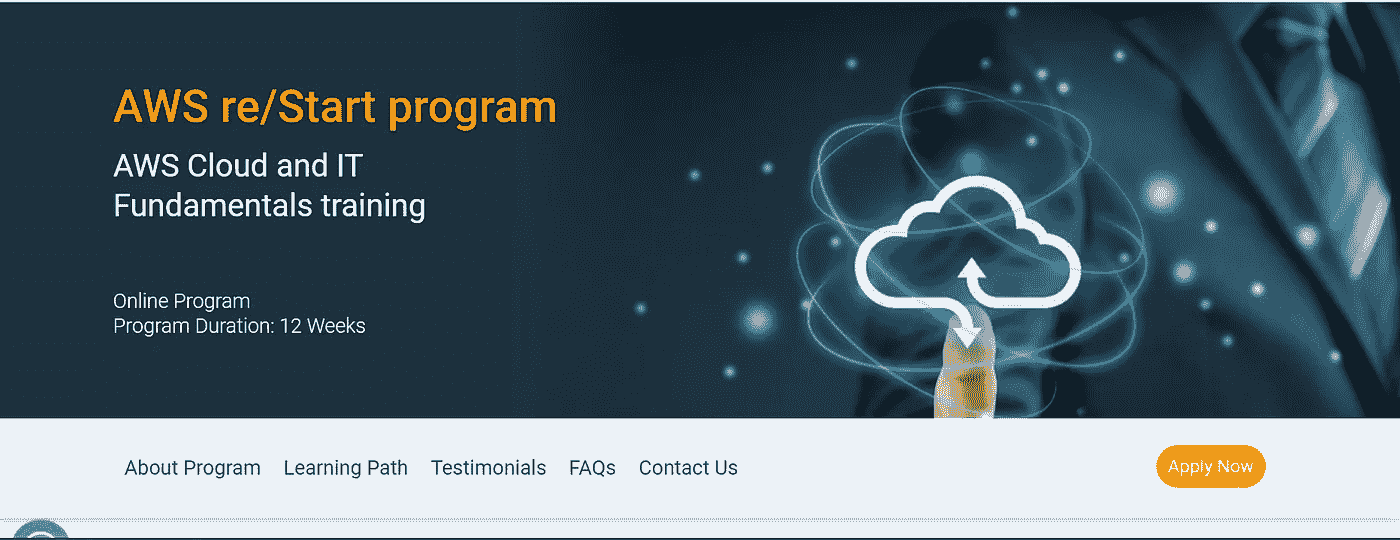 AWS re/Start program
AWS Cloud and IT
Fundamentals training
Online Program
Program Duration: 12 Weeks
About Program Learning Path Testimonials FAQs Contact Us Apply Now